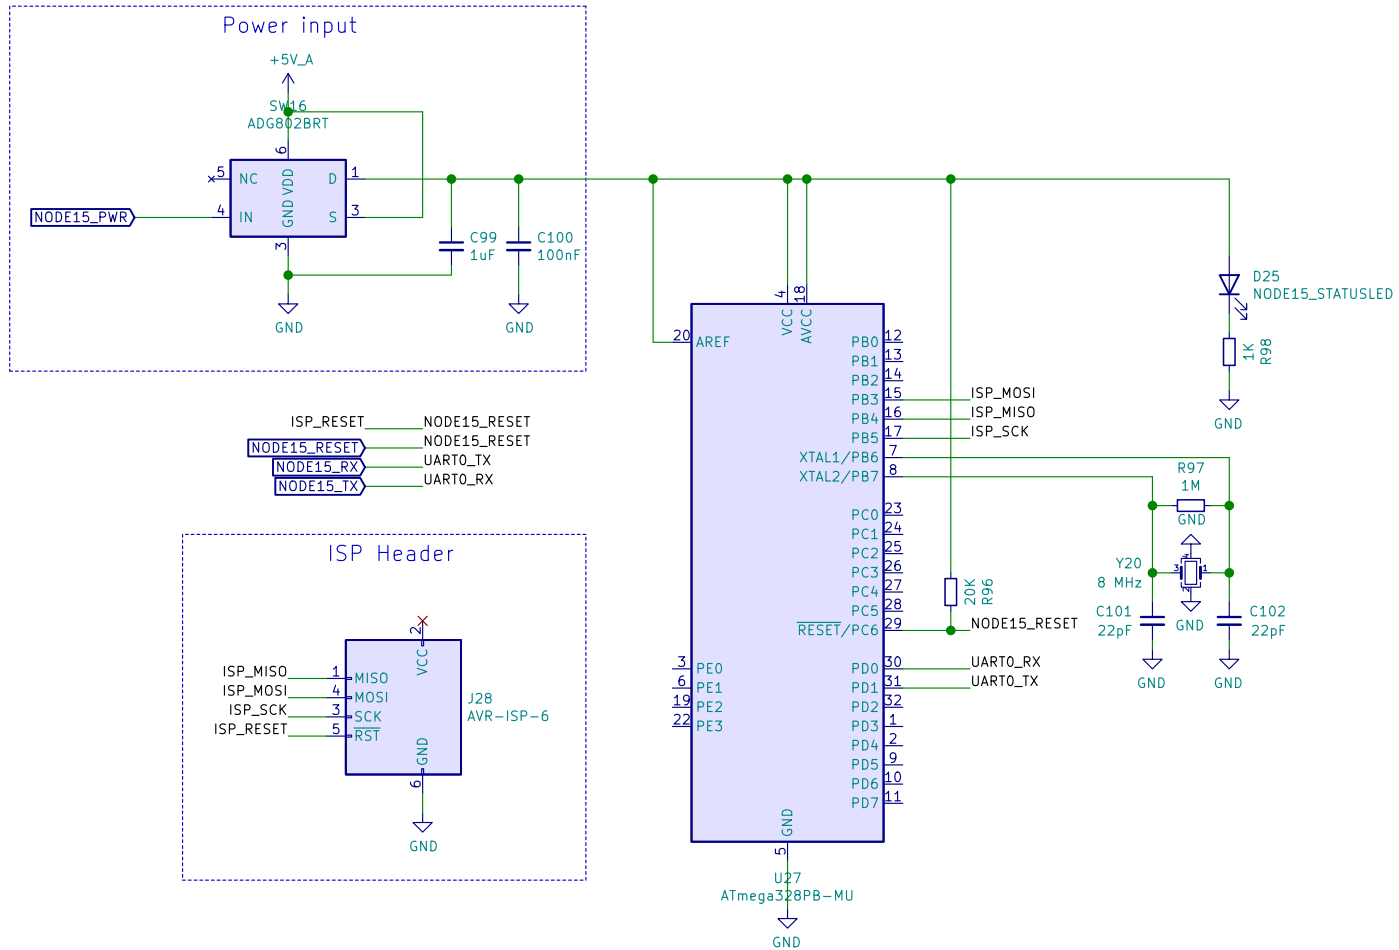 Power input
+5V_A
SW16
ADG802BRT
6
5
NC
VDD
D
1
NODE15_PWR
4
IN
GND
S
3
3
GND
C99
1uF
C100
100nF
GND
D25
NODE15_STATUSLED
1K
R98
GND
ISP_RESET
NODE15_RESET
NODE15_RESET
NODE15_RESET
NODE15_RX
UART0_TX
NODE15_TX
UART0_RX
ISP Header
2
VCC
ISP_MISO
1
MISO
ISP_MOSI
4
MOSI
ISP_SCK
3
SCK
ISP_RESET
5
RST
GND
6
GND
J28
AVR-ISP-6
4
VCC
18
AVCC
20
AREF
PB0
12
PB1
13
PB2
14
PB3
15
ISP_MOSI
PB4
16
ISP_MISO
PB5
17
ISP_SCK
XTAL1/PB6
7
XTAL2/PB7
8
PC0
23
PC1
24
PC2
25
PC3
26
PC4
27
PC5
28
RESET/PC6
29
NODE15_RESET
20K
R96
3
PE0
6
PE1
19
PE2
22
PE3
PD0
30
UART0_RX
PD1
31
UART0_TX
PD2
32
PD3
1
PD4
2
PD5
9
PD6
10
PD7
11
GND
5
U27
ATmega328PB-MU
GND
R97
1M
GND
Y20
8 MHz
4
3
1
2
GND
C101
22pF
GND
C102
22pF
GND